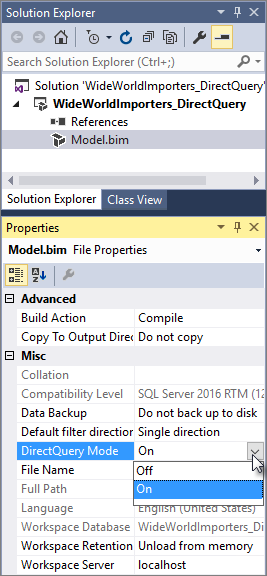 Solution Explorer
Search Solution Explorer (Ctrl+;)
Solution 'WideWorldImporters_DirectQuery'
WideWorldImporters_DirectQuery
References
Model.bim
Solution Explorer Class View
Properties
Model.bim File Properties
Advanced
Build Action Compile
Copy To Output Direc Do not copy
Misc
Collation
Compatibility Level SQL Server 2016 RTM (12
Data Backup Do not back up to disk
Default filter direction Single direction
DirectQuery Mode On
File Name Off
Full Path On
Language English (United States)
Workspace Database WideWorldImporters_Di
Workspace Retention Unload from memory
Workspace Server localhost